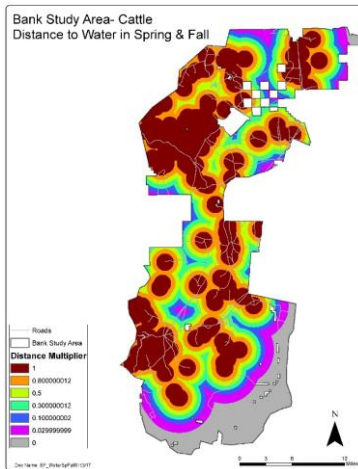 Bank Study Area- Cattle
Distance to Water in Spring & Fall
Roads
Bank Study Area
Distance Multiplier
1
0.800000012
0.5
0.300000012
0.100000002
0.029999999
0
N
0 3 6 12